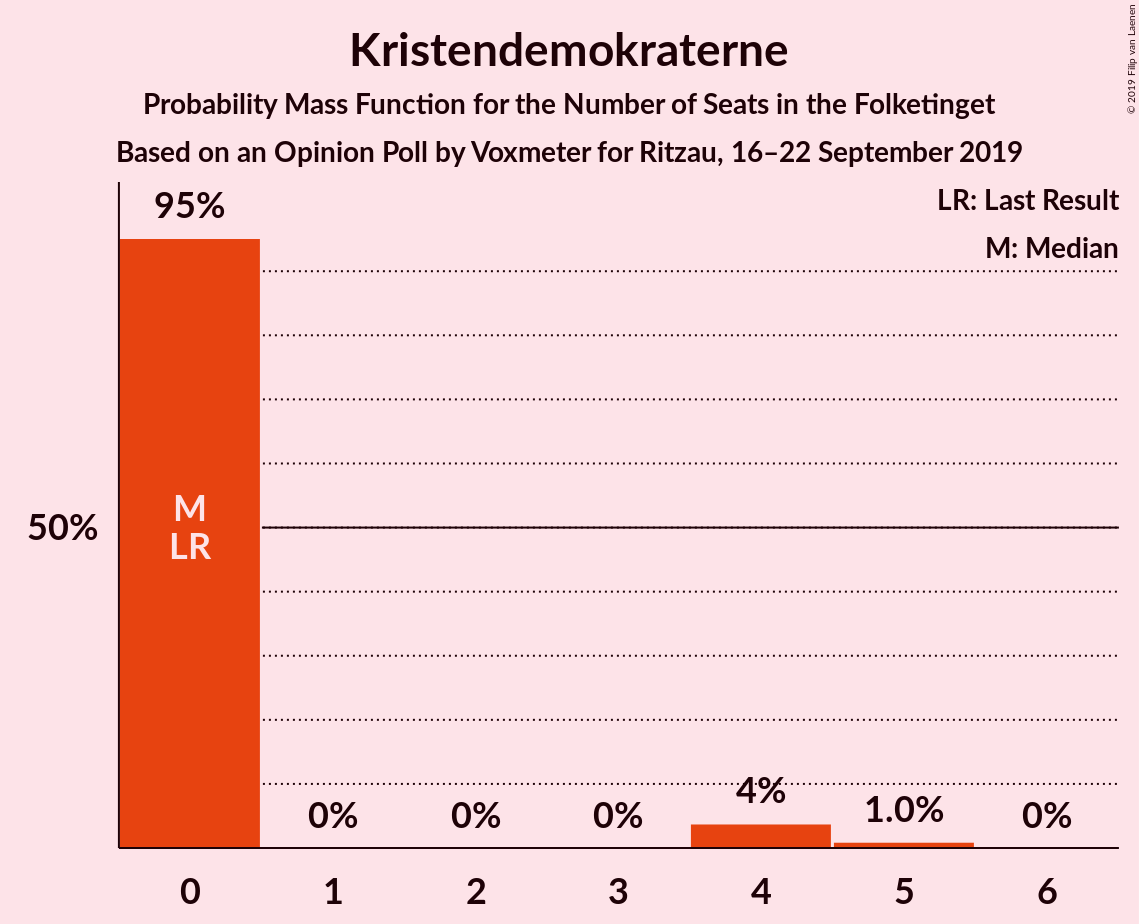 Kristendemokraterne
Probability Mass Function for the Number of Seats in the Folketinget
Based on an Opinion Poll by Voxmeter for Ritzau, 16–22 September 2019
© 2019 Filip van Laenen
LR: Last Result
M: Median
95%
M
LR
50%
0%
0%
0%
4%
1.0%
0%
0
1
2
3
4
5
6